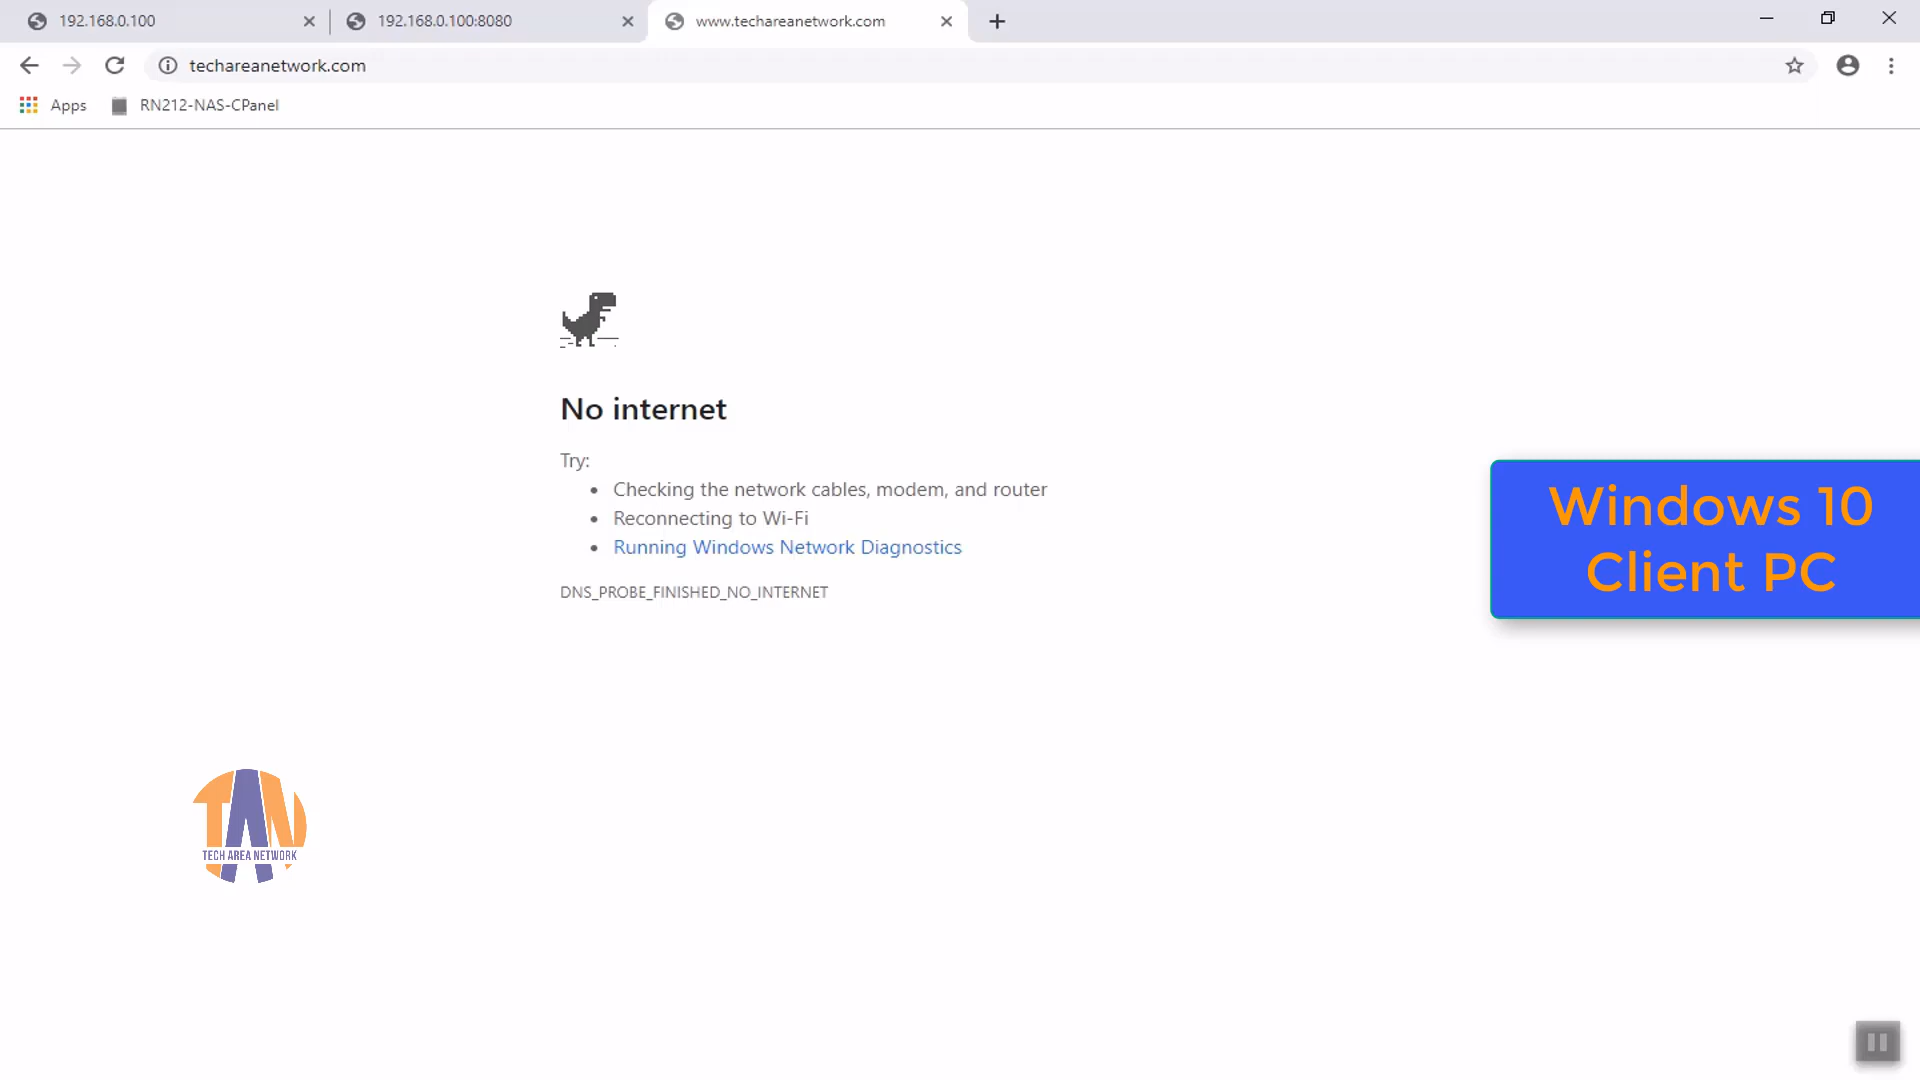 192.168.0.100
192.168.0.100:8080
www.techareanetwork.com
techareanetwork.com
Apps
RN212-NAS-CPanel
No internet
Try:
Checking the network cables, modem, and router
Reconnecting to Wi-Fi
Running Windows Network Diagnostics
DNS_PROBE_FINISHED_NO_INTERNET
Windows 10
Client PC
TAN
TECH AREA NETWORK